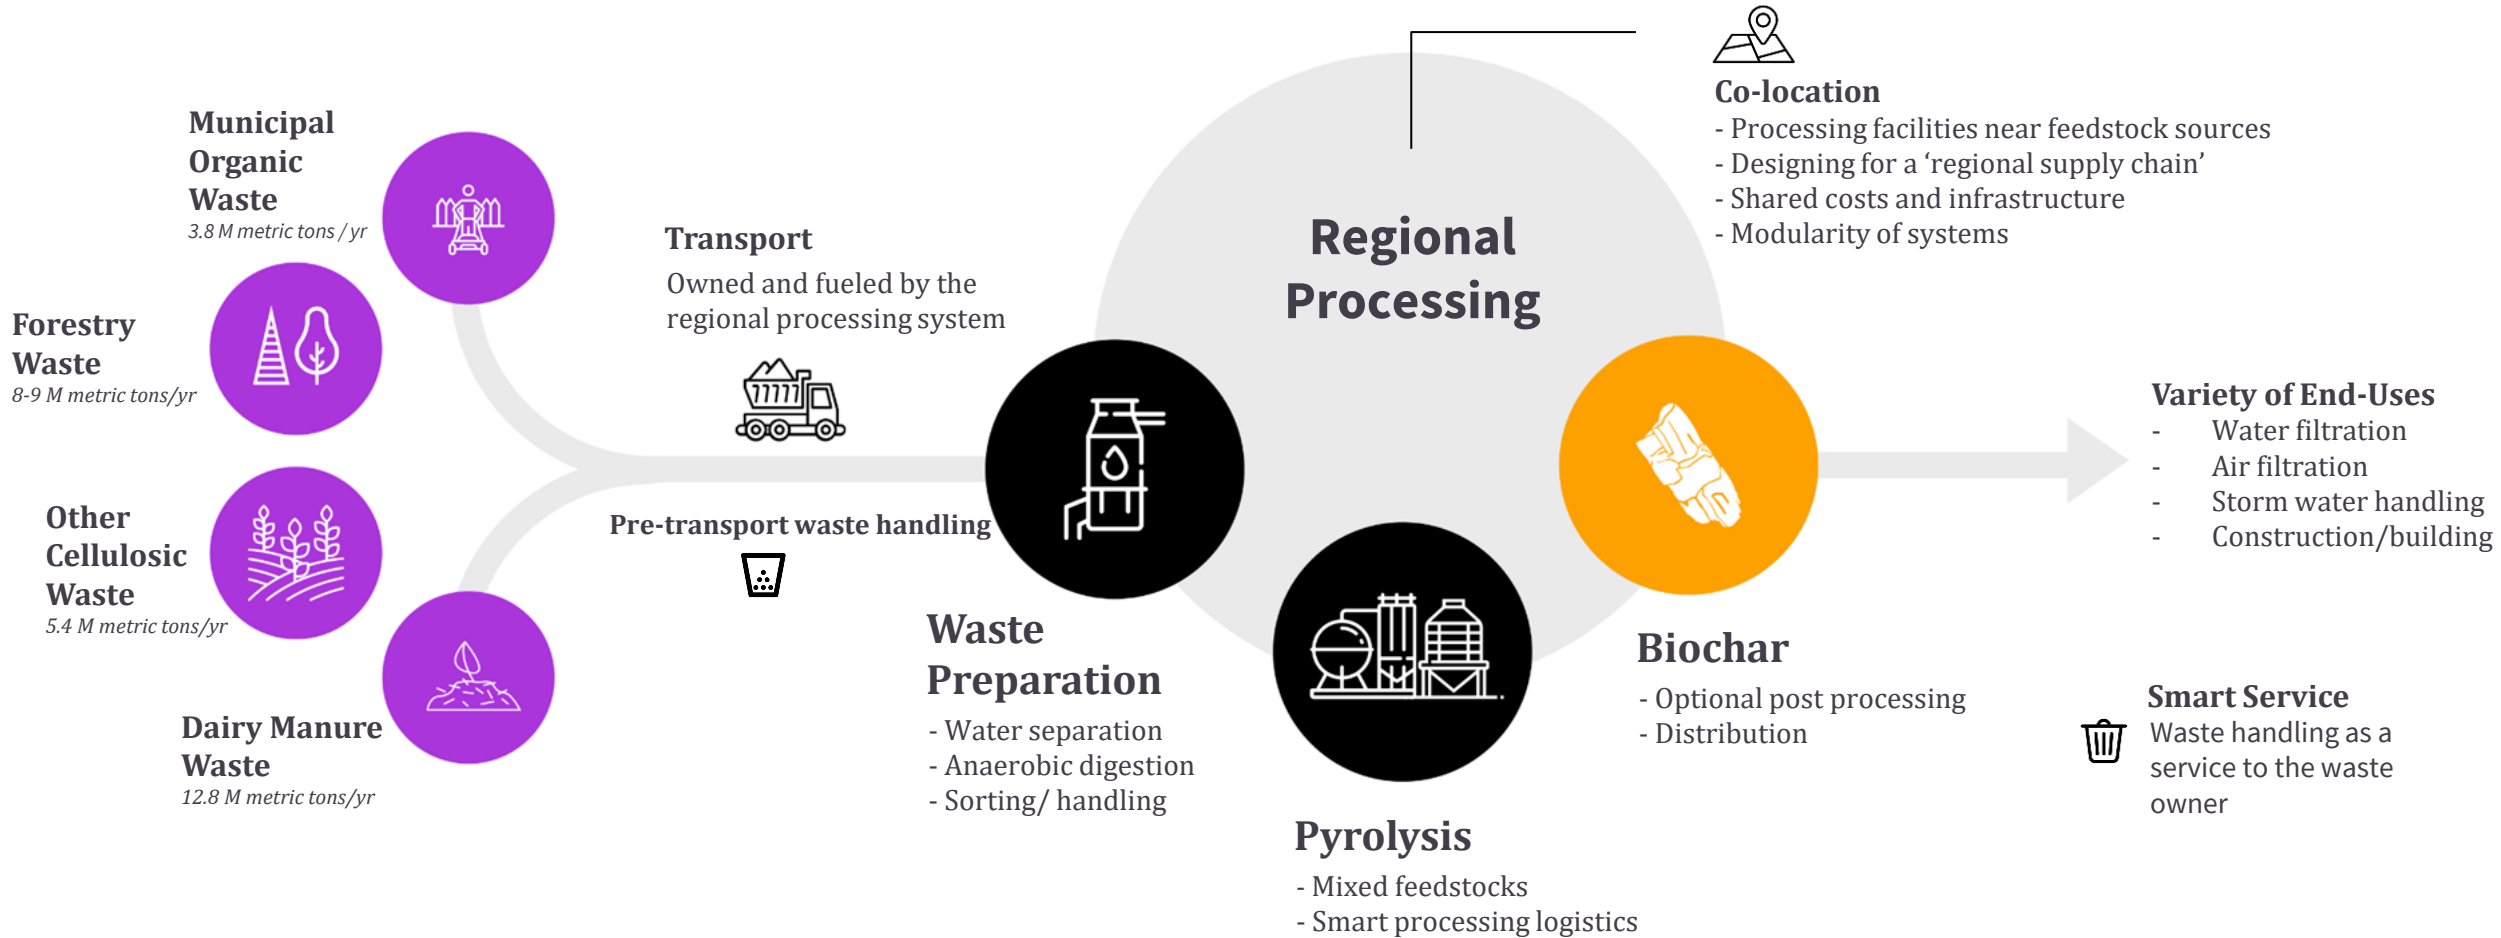 Municipal
Organic
Waste
3.8 M metric tons / yr
Forestry
Waste
8-9 M metric tons/yr
Other
Cellulosic
Waste
5.4 M metric tons/yr
Dairy Manure
Waste
12.8 M metric tons/yr
Transport
Owned and fueled by the
regional processing system
Pre-transport waste handling
Regional
Processing
Waste
Preparation
- Water separation
- Anaerobic digestion
- Sorting/ handling
Pyrolysis
- Mixed feedstocks
- Smart processing logistics
Biochar
- Optional post processing
- Distribution
Co-location
- Processing facilities near feedstock sources
- Designing for a ‘regional supply chain’
- Shared costs and infrastructure
- Modularity of systems
Variety of End-Uses
- Water filtration
- Air filtration
- Storm water handling
- Construction/building
Smart Service
Waste handling as a
service to the waste
owner